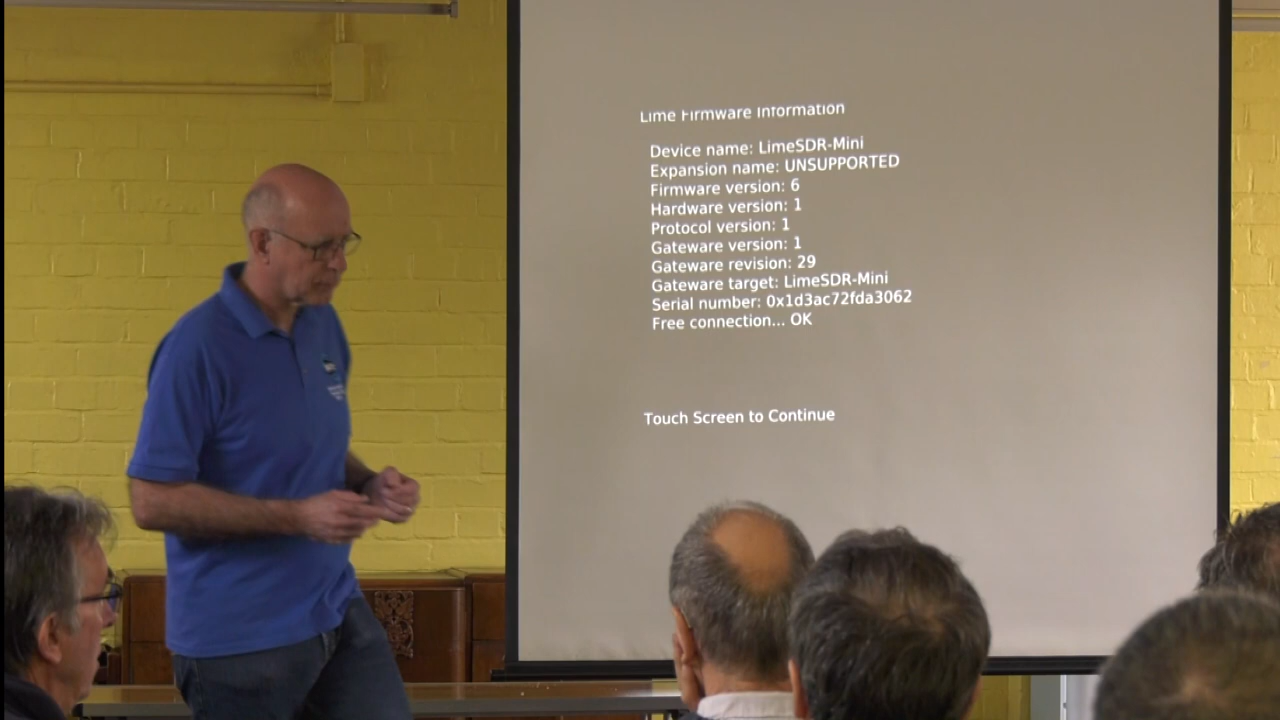 Lime Firmware Information
Device name: LimeSDR-Mini
Expansion name: UNSUPPORTED
Firmware version: 6
Hardware version: 1
Protocol version: 1
Gateware version: 1
Gateware revision: 29
Gateware target: LimeSDR-Mini
Serial number: 0x1d3ac72fda3062
Free connection... OK
Touch Screen to Continue